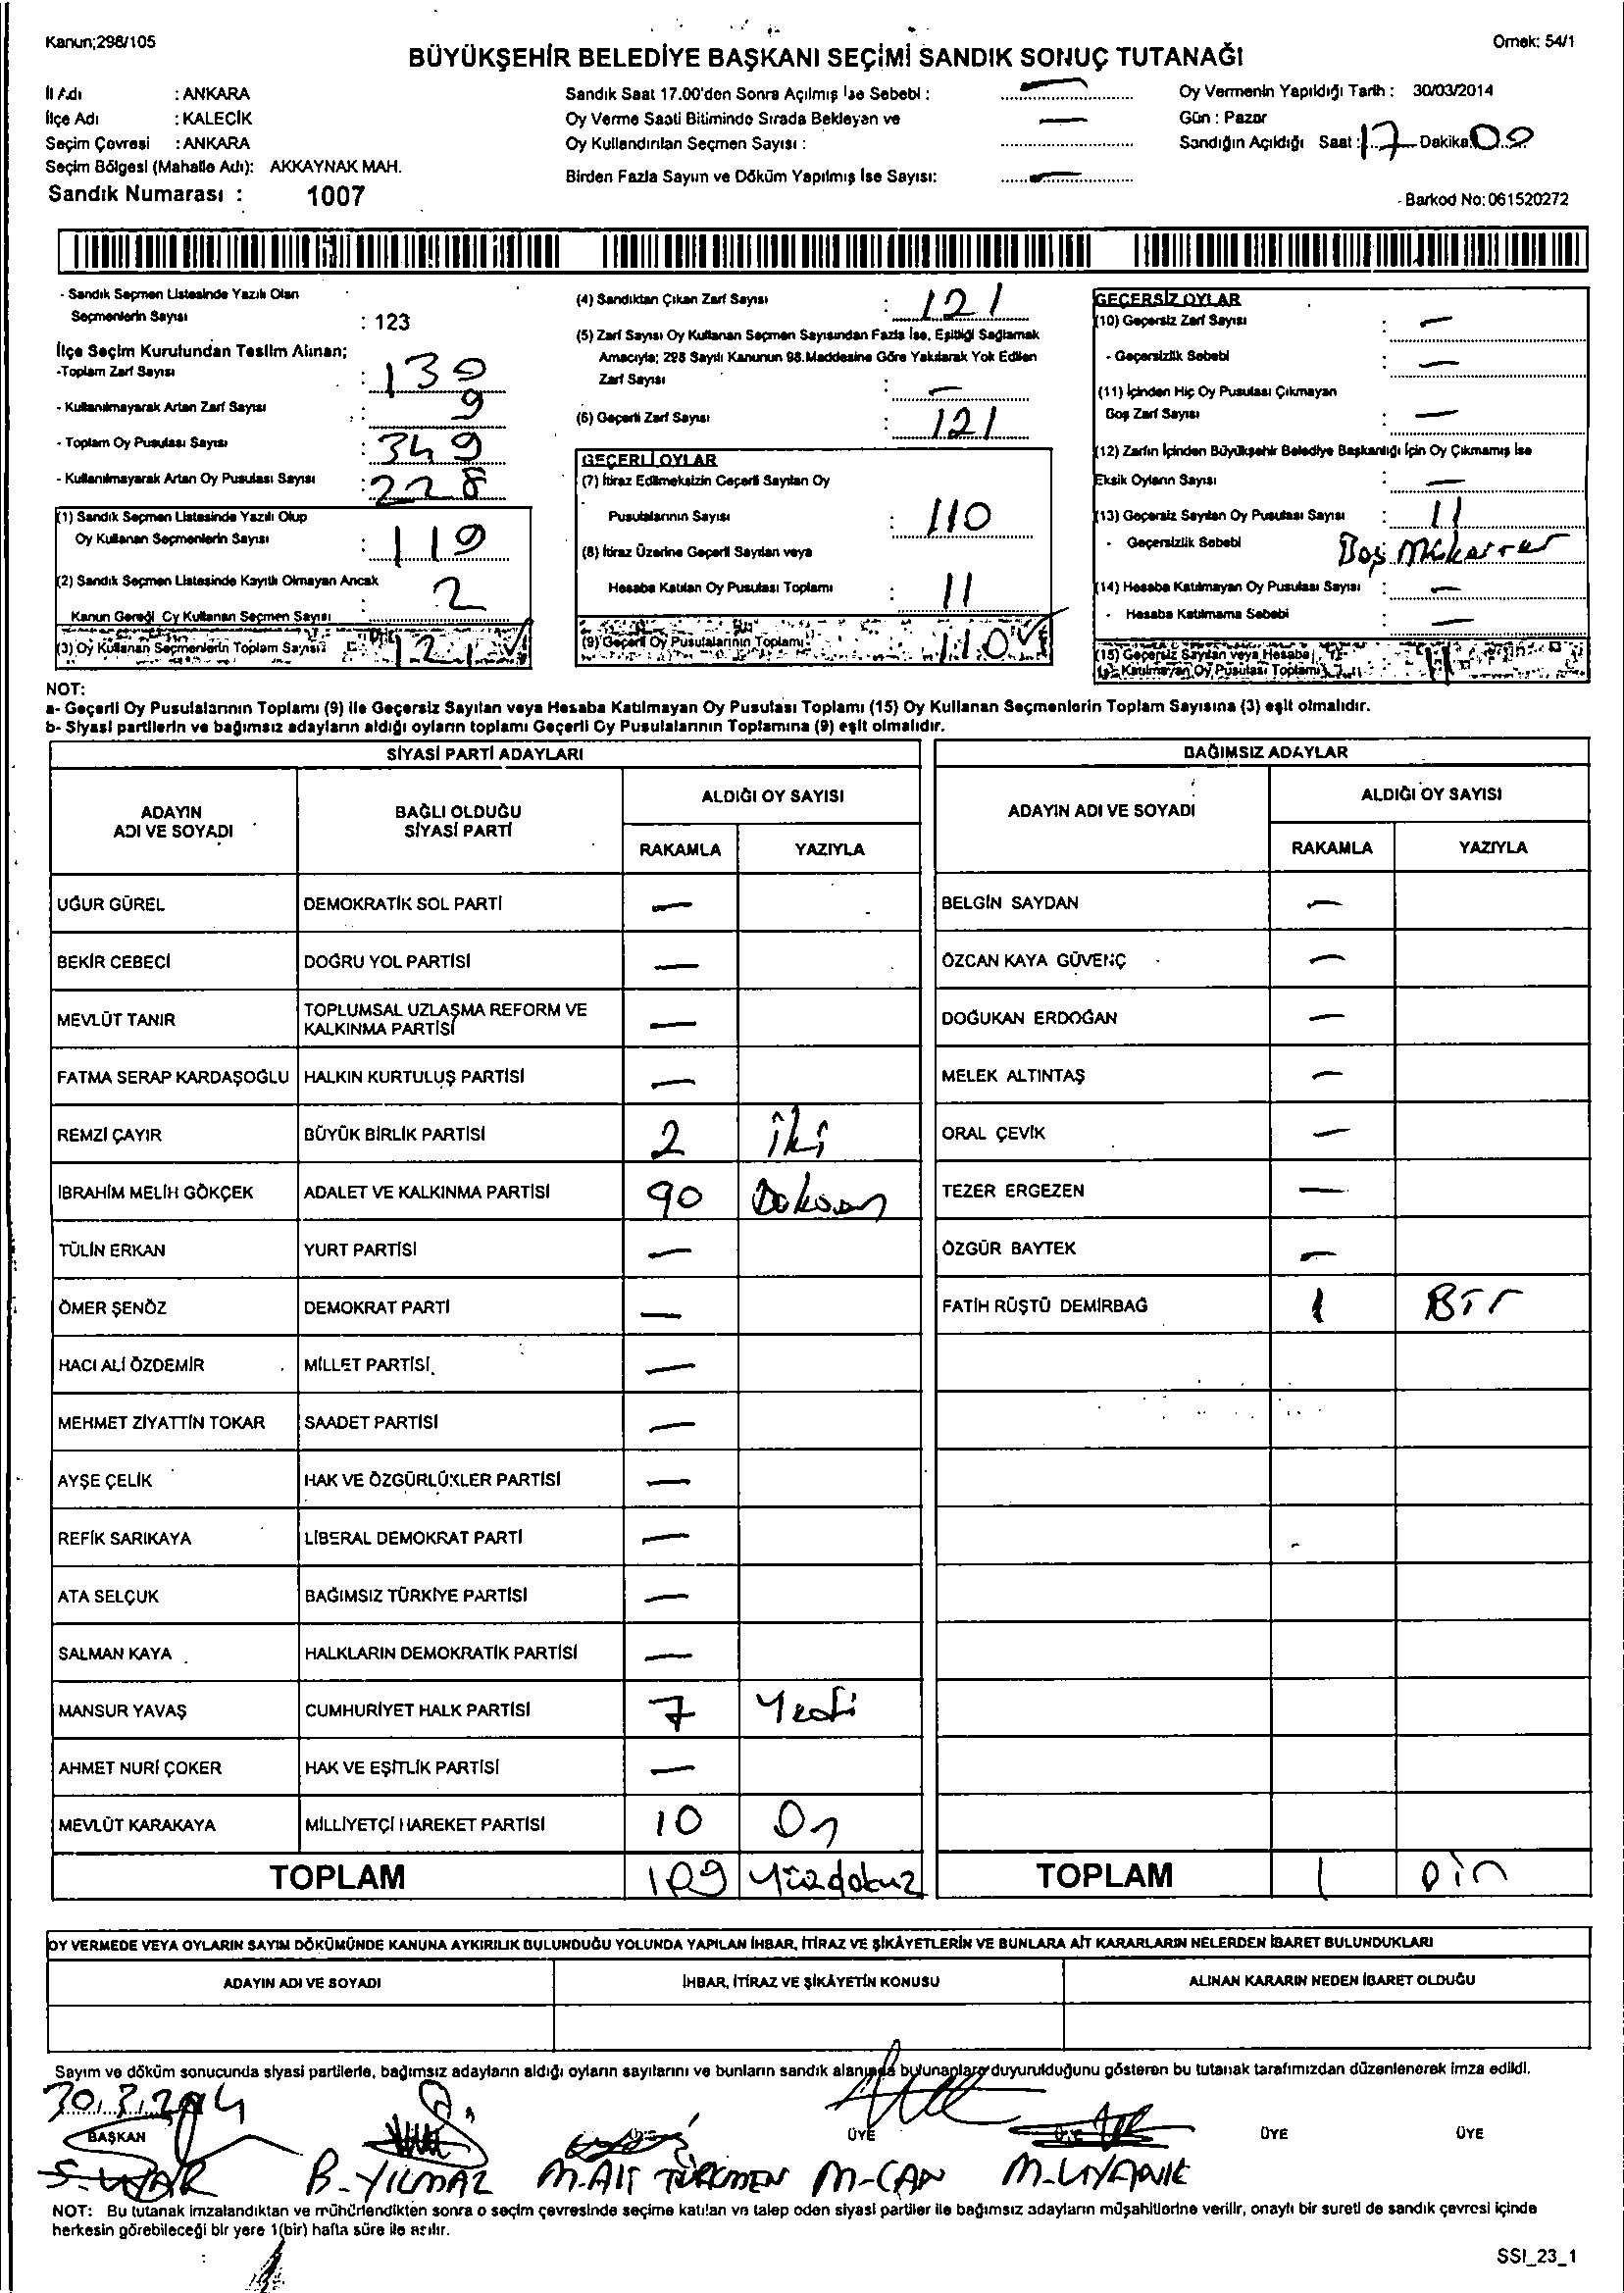 Kanun;298/105
Örnek: 54/1
BÜYÜKŞEHİR BELEDİYE BAŞKANI SEÇİMİ SANDIK SONUÇ TUTANAĞI
İl Adı : ANKARA
İlçe Adı : KALECİK
Seçim Çevresi : ANKARA
Seçim Bölgesi (Mahalle Adı): AKKAYNAK MAH.
Sandık Numarası : 1007
Sandık Saat 17.00'den Sonra Açılmış İse Sebebi : —
Oy Verme Saati Bitiminde Sırada Bekleyen ve —
Oy Kullandırılan Seçmen Sayısı :
Birden Fazla Sayım ve Döküm Yapılmış İse Sayısı: —
Oy Vermenin Yapıldığı Tarih : 30/03/2014
Gün : Pazar
Sandığın Açıldığı Saat : 17 Dakika: 00
Barkod No: 061520272
- Sandık Seçmen Listesinde Yazılı Olan
Seçmenlerin Sayısı : 123
İlçe Seçim Kurulundan Teslim Alınan;
-Toplam Zarf Sayısı : 130
- Kullanılmayarak Artan Zarf Sayısı : 9
- Toplam Oy Pusulası Sayısı : 349
- Kullanılmayarak Artan Oy Pusulası Sayısı : 228
(1) Sandık Seçmen Listesinde Yazılı Olup
Oy Kullanan Seçmenlerin Sayısı : 119
(2) Sandık Seçmen Listesinde Kayıtlı Olmayan Ancak
Kanun Gereği Oy Kullanan Seçmen Sayısı : 2
(3) Oy Kullanan Seçmenlerin Toplam Sayısı: 121
(4) Sandıktan Çıkan Zarf Sayısı : 121
(5) Zarf Sayısı Oy Kullanan Seçmen Sayısından Fazla İse, Eşitliği Sağlamak
Amacıyla; 298 Sayılı Kanunun 98.Maddesine Göre Yakılarak Yok Edilen
Zarf Sayısı : —
(6) Geçerli Zarf Sayısı : 121
GEÇERLİ OYLAR
(7) İtiraz Edilmeksizin Geçerli Sayılan Oy
Pusulalarının Sayısı : 110
(8) İtiraz Üzerine Geçerli Sayılan veya
Hesaba Katılan Oy Pusulası Toplamı : 11
(9) Geçerli Oy Pusulalarının Toplamı: 110
GEÇERSİZ OYLAR
(10) Geçersiz Zarf Sayısı : —
- Geçersizlik Sebebi : —
(11) İçinden Hiç Oy Pusulası Çıkmayan
Boş Zarf Sayısı : —
(12) Zarfın İçinden Büyükşehir Belediye Başkanlığı İçin Oy Çıkmamış İse
Eksik Oyların Sayısı : —
(13) Geçersiz Sayılan Oy Pusulası Sayısı : 11
- Geçersizlik Sebebi Boş Mükerrer
(14) Hesaba Katılmayan Oy Pusulası Sayısı : —
- Hesaba Katılmama Sebebi : —
(15) Geçersiz Sayılan veya Hesaba
Katılmayan Oy Pusulası Toplamı 11
NOT:
a- Geçerli Oy Pusulalarının Toplamı (9) ile Geçersiz Sayılan veya Hesaba Katılmayan Oy Pusulası Toplamı (15) Oy Kullanan Seçmenlerin Toplam Sayısına (3) eşit olmalıdır.
b- Siyasi partilerin ve bağımsız adayların aldığı oyların toplamı Geçerli Oy Pusulalarının Toplamına (9) eşit olmalıdır.
SİYASİ PARTİ ADAYLARI
ADAYIN ADI VE SOYADI BAĞLI OLDUĞU SİYASİ PARTİ ALDIĞI OY SAYISI
RAKAMLA YAZIYLA
UĞUR GÜREL DEMOKRATİK SOL PARTİ —
BEKİR CEBECİ DOĞRU YOL PARTİSİ —
MEVLÜT TANIR TOPLUMSAL UZLAŞMA REFORM VE KALKINMA PARTİSİ —
FATMA SERAP KARDAŞOĞLU HALKIN KURTULUŞ PARTİSİ —
REMZİ ÇAYIR BÜYÜK BİRLİK PARTİSİ 2 iki
İBRAHİM MELİH GÖKÇEK ADALET VE KALKINMA PARTİSİ 90 Doksan
TÜLİN ERKAN YURT PARTİSİ —
ÖMER ŞENÖZ DEMOKRAT PARTİ —
HACI ALİ ÖZDEMİR MİLLET PARTİSİ —
MEHMET ZİYATTİN TOKAR SAADET PARTİSİ —
AYŞE ÇELİK HAK VE ÖZGÜRLÜKLER PARTİSİ —
REFİK SARIKAYA LİBERAL DEMOKRAT PARTİ —
ATA SELÇUK BAĞIMSIZ TÜRKİYE PARTİSİ —
SALMAN KAYA HALKLARIN DEMOKRATİK PARTİSİ —
MANSUR YAVAŞ CUMHURİYET HALK PARTİSİ 7 Yedi
AHMET NURİ ÇOKER HAK VE EŞİTLİK PARTİSİ —
MEVLÜT KARAKAYA MİLLİYETÇİ HAREKET PARTİSİ 10 On
TOPLAM 109 Yüzdokuz
BAĞIMSIZ ADAYLAR
ADAYIN ADI VE SOYADI ALDIĞI OY SAYISI
RAKAMLA YAZIYLA
BELGİN SAYDAN —
ÖZCAN KAYA GÜVENÇ —
DOĞUKAN ERDOĞAN —
MELEK ALTINTAŞ —
ORAL ÇEVİK —
TEZER ERGEZEN —
ÖZGÜR BAYTEK —
FATİH RÜŞTÜ DEMİRBAĞ 1 Bir
TOPLAM 1 bir
OY VERMEDE VEYA OYLARIN SAYIM DÖKÜMÜNDE KANUNA AYKIRILIK BULUNDUĞU YOLUNDA YAPILAN İHBAR, İTİRAZ VE ŞİKÂYETLERİN VE BUNLARA AİT KARARLARIN NELERDEN İBARET BULUNDUKLARI
ADAYIN ADI VE SOYADI İHBAR, İTİRAZ VE ŞİKÂYETİN KONUSU ALINAN KARARIN NEDEN İBARET OLDUĞU
Sayım ve döküm sonucunda siyasi partilerle, bağımsız adayların aldığı oyların sayılarını ve bunların sandık alanında bulunanlara duyurulduğunu gösteren bu tutanak tarafımızdan düzenlenerek imza edildi.
30.3.2014
BAŞKAN ÜYE ÜYE ÜYE ÜYE
S. UYAR B. YILMAZ M. ALİ TÜRKMEN M. CAN M. UYANIK
NOT: Bu tutanak imzalandıktan ve mühürlendikten sonra o seçim çevresinde seçime katılan ve talep eden siyasi partiler ile bağımsız adayların müşahitlerine verilir, onaylı bir sureti de sandık çevresi içinde
herkesin görebileceği bir yere 1(bir) hafta süre ile asılır.
SSI_23_1